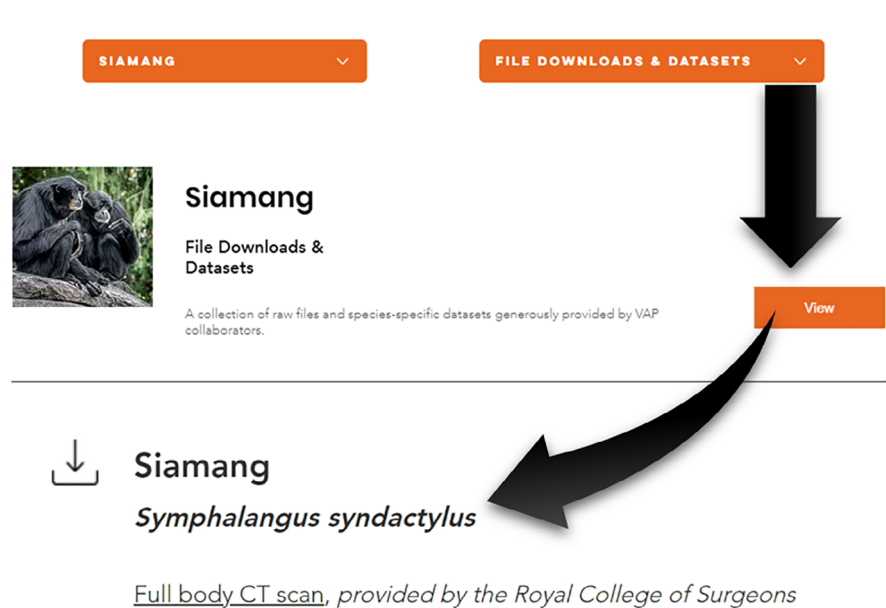 SIAMANG
FILE DOWNLOADS & DATASETS
Siamang
File Downloads &
Datasets
A collection of raw files and species-specific datasets generously provided by VAP
collaborators.
View
Siamang
Symphalangus syndactylus
Full body CT scan, provided by the Royal College of Surgeons